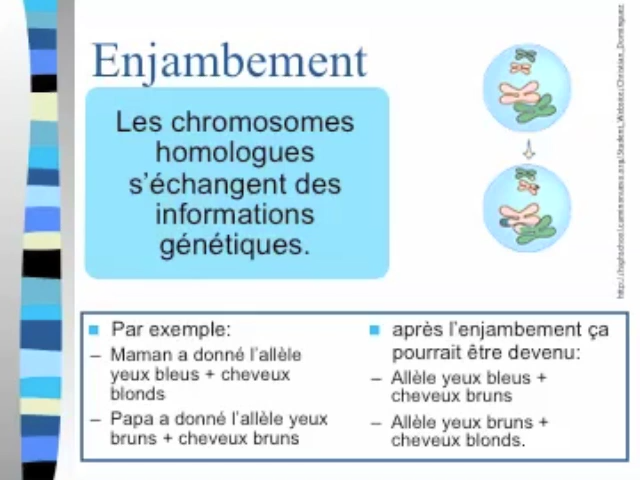 Enjambement
Les chromosomes
homologues
s'échangent des
informations
génétiques.
Par exemple:
– Maman a donné l'allèle
yeux bleus + cheveux
blonds
– Papa a donné l'allèle yeux
bruns + cheveux bruns
après l'enjambement ça
pourrait être devenu:
– Allèle yeux bleus +
cheveux bruns
– Allèle yeux bruns +
cheveux blonds.